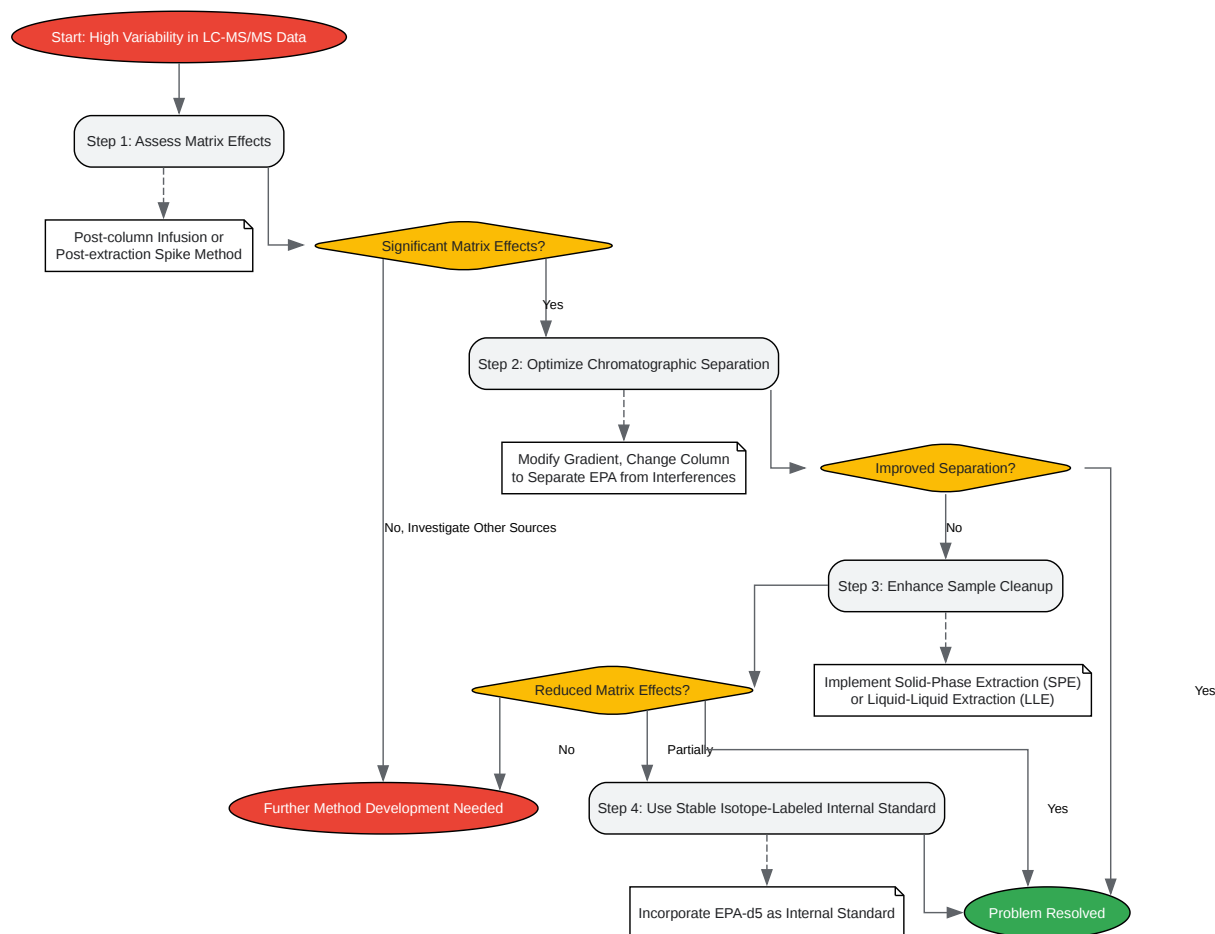 Start: High Variability in LC-MS/MS Data
Step 1: Assess Matrix Effects
Post-column Infusion or
Post-extraction Spike Method
Significant Matrix Effects?
Yes
Step 2: Optimize Chromatographic Separation
Modify Gradient, Change Column
to Separate EPA from Interferences
Improved Separation?
No, Investigate Other Sources
No
Step 3: Enhance Sample Cleanup
Implement Solid-Phase Extraction (SPE)
or Liquid-Liquid Extraction (LLE)
Reduced Matrix Effects?
Yes
No
Partially
Further Method Development Needed
Step 4: Use Stable Isotope-Labeled Internal Standard
Yes
Incorporate EPA-d5 as Internal Standard
Problem Resolved